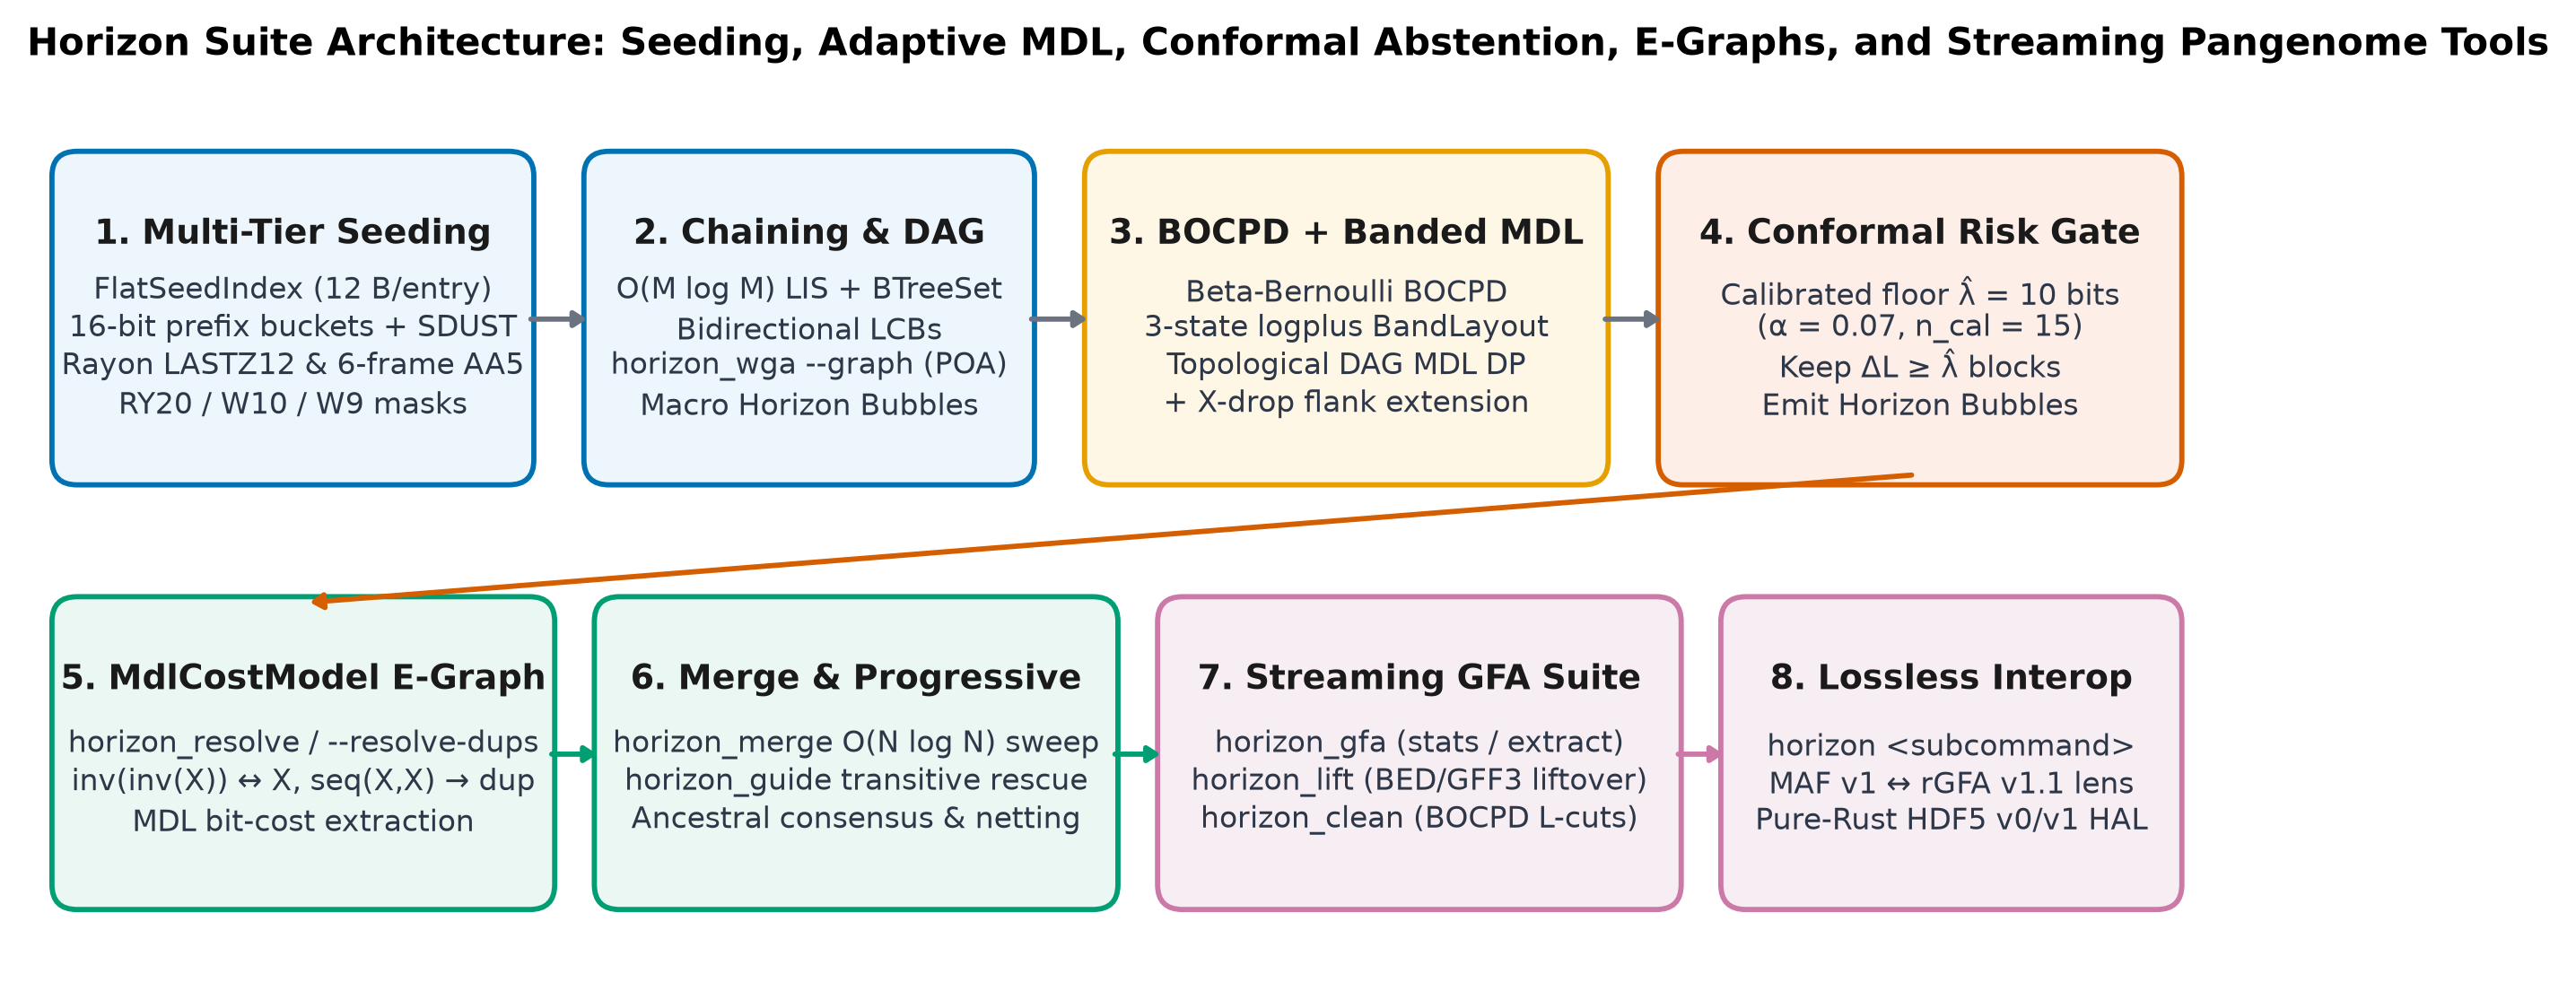 Horizon Suite Architecture: Seeding, Adaptive MDL, Conformal Abstention, E-Graphs, and Streaming Pangenome Tools
1. Multi-Tier Seeding
FlatSeedIndex (12 B/entry)
16-bit prefix buckets + SDUST
Rayon LASTZ12 & 6-frame AA5
RY20 / W10 / W9 masks
2. Chaining & DAG
O(M log M) LIS + BTreeSet
Bidirectional LCBs
horizon_wga --graph (POA)
Macro Horizon Bubbles
3. BOCPD + Banded MDL
Beta-Bernoulli BOCPD
3-state logplus BandLayout
Topological DAG MDL DP
+ X-drop flank extension
4. Conformal Risk Gate
Calibrated floor λ̂ = 10 bits
(α = 0.07, n_cal = 15)
Keep ΔL ≥ λ̂ blocks
Emit Horizon Bubbles
5. MdlCostModel E-Graph
horizon_resolve / --resolve-dups
inv(inv(X)) ↔ X, seq(X,X) → dup
MDL bit-cost extraction
6. Merge & Progressive
horizon_merge O(N log N) sweep
horizon_guide transitive rescue
Ancestral consensus & netting
7. Streaming GFA Suite
horizon_gfa (stats / extract)
horizon_lift (BED/GFF3 liftover)
horizon_clean (BOCPD L-cuts)
8. Lossless Interop
horizon <subcommand>
MAF v1 ↔ rGFA v1.1 lens
Pure-Rust HDF5 v0/v1 HAL